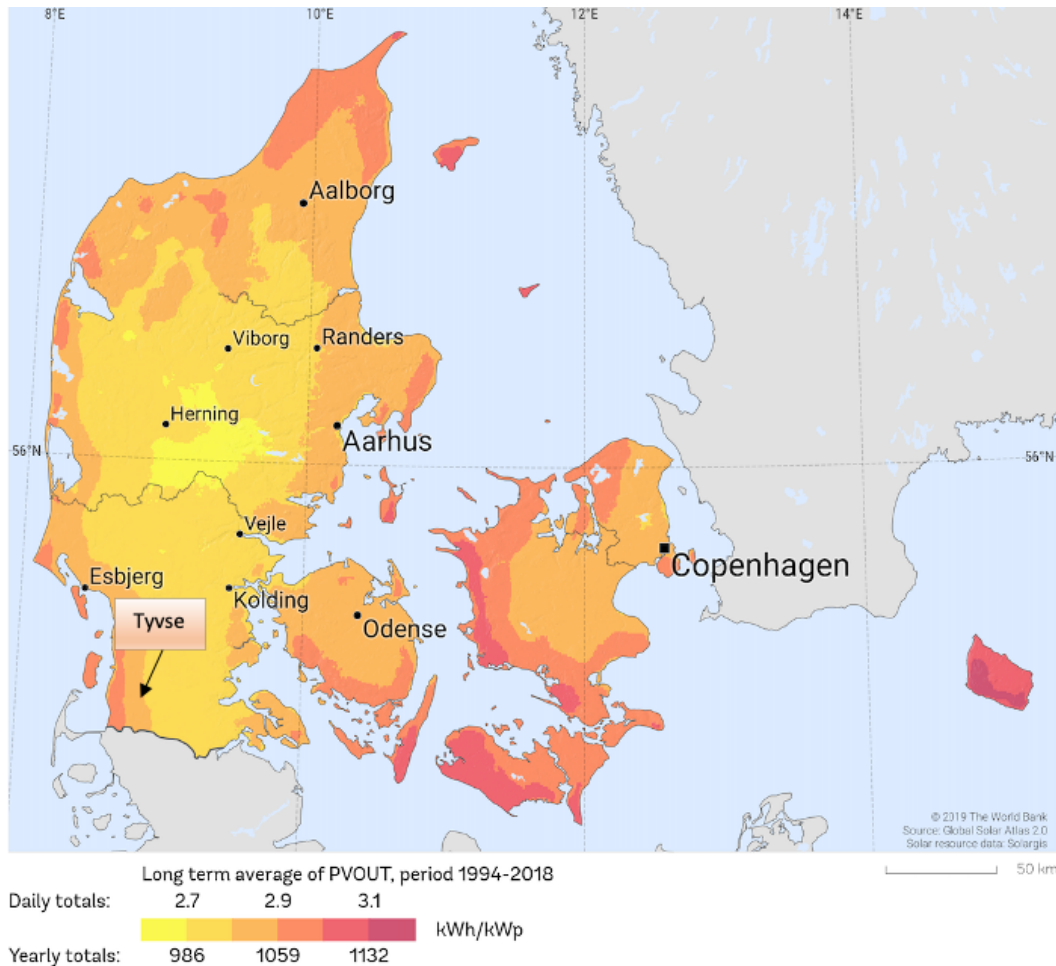 8°E 10°E 12°E 14°E
Aalborg
Viborg
Randers
Herning
Aarhus
56°N 56°N
Vejle
Copenhagen
Esbjerg
Kolding
Tyvse
Odense
© 2019 The World Bank
Source: Global Solar Atlas 2.0
Solar resource data: Solargis
Long term average of PVOUT, period 1994-2018
50 km
Daily totals: 2.7 2.9 3.1
kWh/kWp
Yearly totals: 986 1059 1132